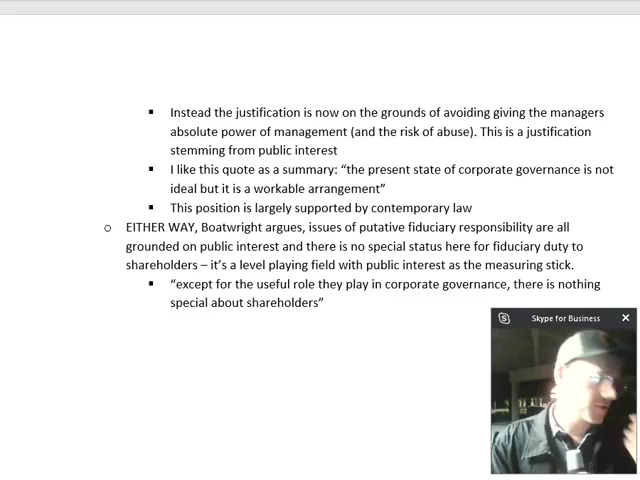 ▪ Instead the justification is now on the grounds of avoiding giving the managers
absolute power of management (and the risk of abuse). This is a justification
stemming from public interest
▪ I like this quote as a summary: “the present state of corporate governance is not
ideal but it is a workable arrangement”
▪ This position is largely supported by contemporary law
o EITHER WAY, Boatwright argues, issues of putative fiduciary responsibility are all
grounded on public interest and there is no special status here for fiduciary duty to
shareholders – it’s a level playing field with public interest as the measuring stick.
▪ “except for the useful role they play in corporate governance, there is nothing
special about shareholders”
Skype for Business